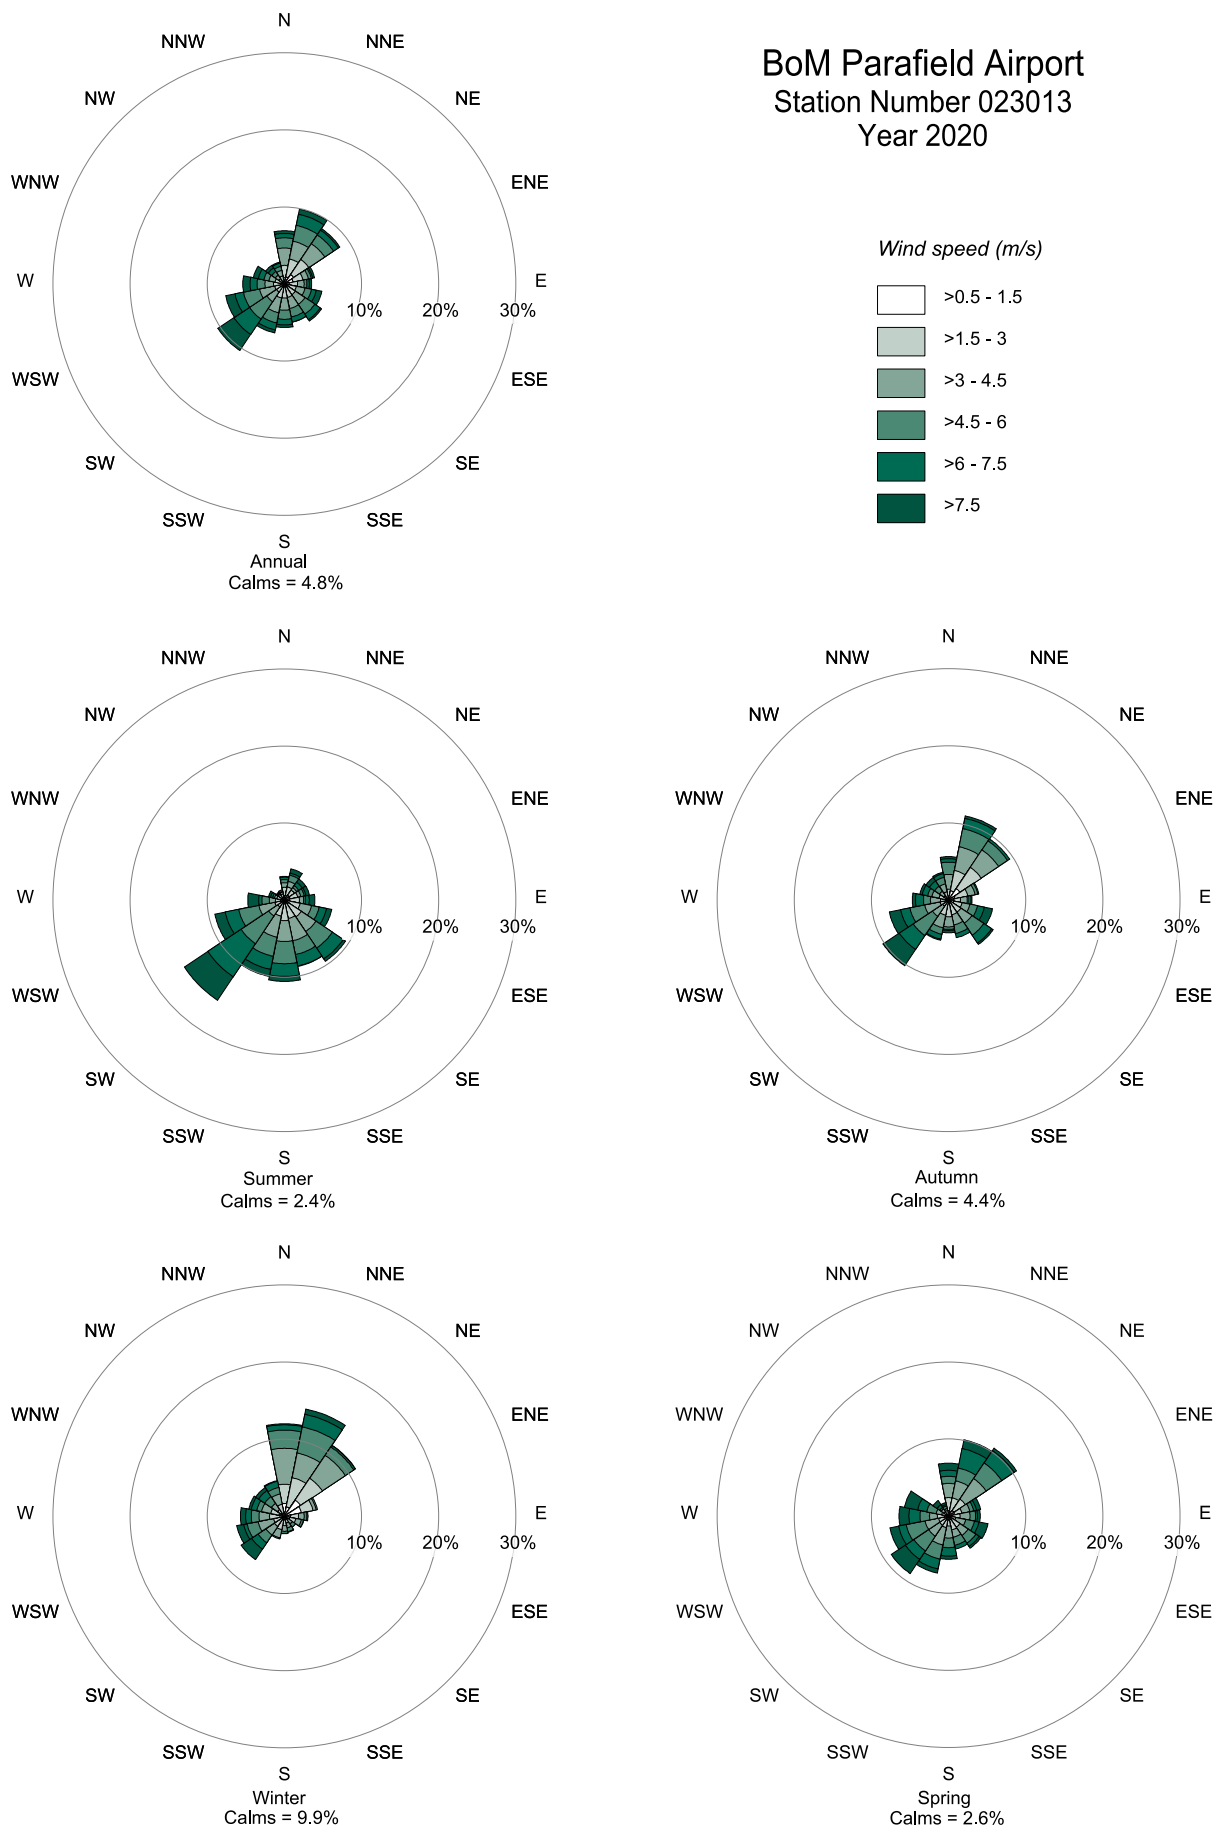 BoM Parafield Airport
Station Number 023013
Year 2020
Wind speed (m/s)
>0.5 - 1.5
>1.5 - 3
>3 - 4.5
>4.5 - 6
>6 - 7.5
>7.5
N
NNW NNE
NW NE
WNW ENE
W E
10% 20% 30%
WSW ESE
SW SE
SSW SSE
S
Annual
Calms = 4.8%
N
NNW NNE
NW NE
WNW ENE
W E
10% 20% 30%
WSW ESE
SW SE
SSW SSE
S
Summer
Calms = 2.4%
N
NNW NNE
NW NE
WNW ENE
W E
10% 20% 30%
WSW ESE
SW SE
SSW SSE
S
Autumn
Calms = 4.4%
N
NNW NNE
NW NE
WNW ENE
W E
10% 20% 30%
WSW ESE
SW SE
SSW SSE
S
Winter
Calms = 9.9%
N
NNW NNE
NW NE
WNW ENE
W E
10% 20% 30%
WSW ESE
SW SE
SSW SSE
S
Spring
Calms = 2.6%